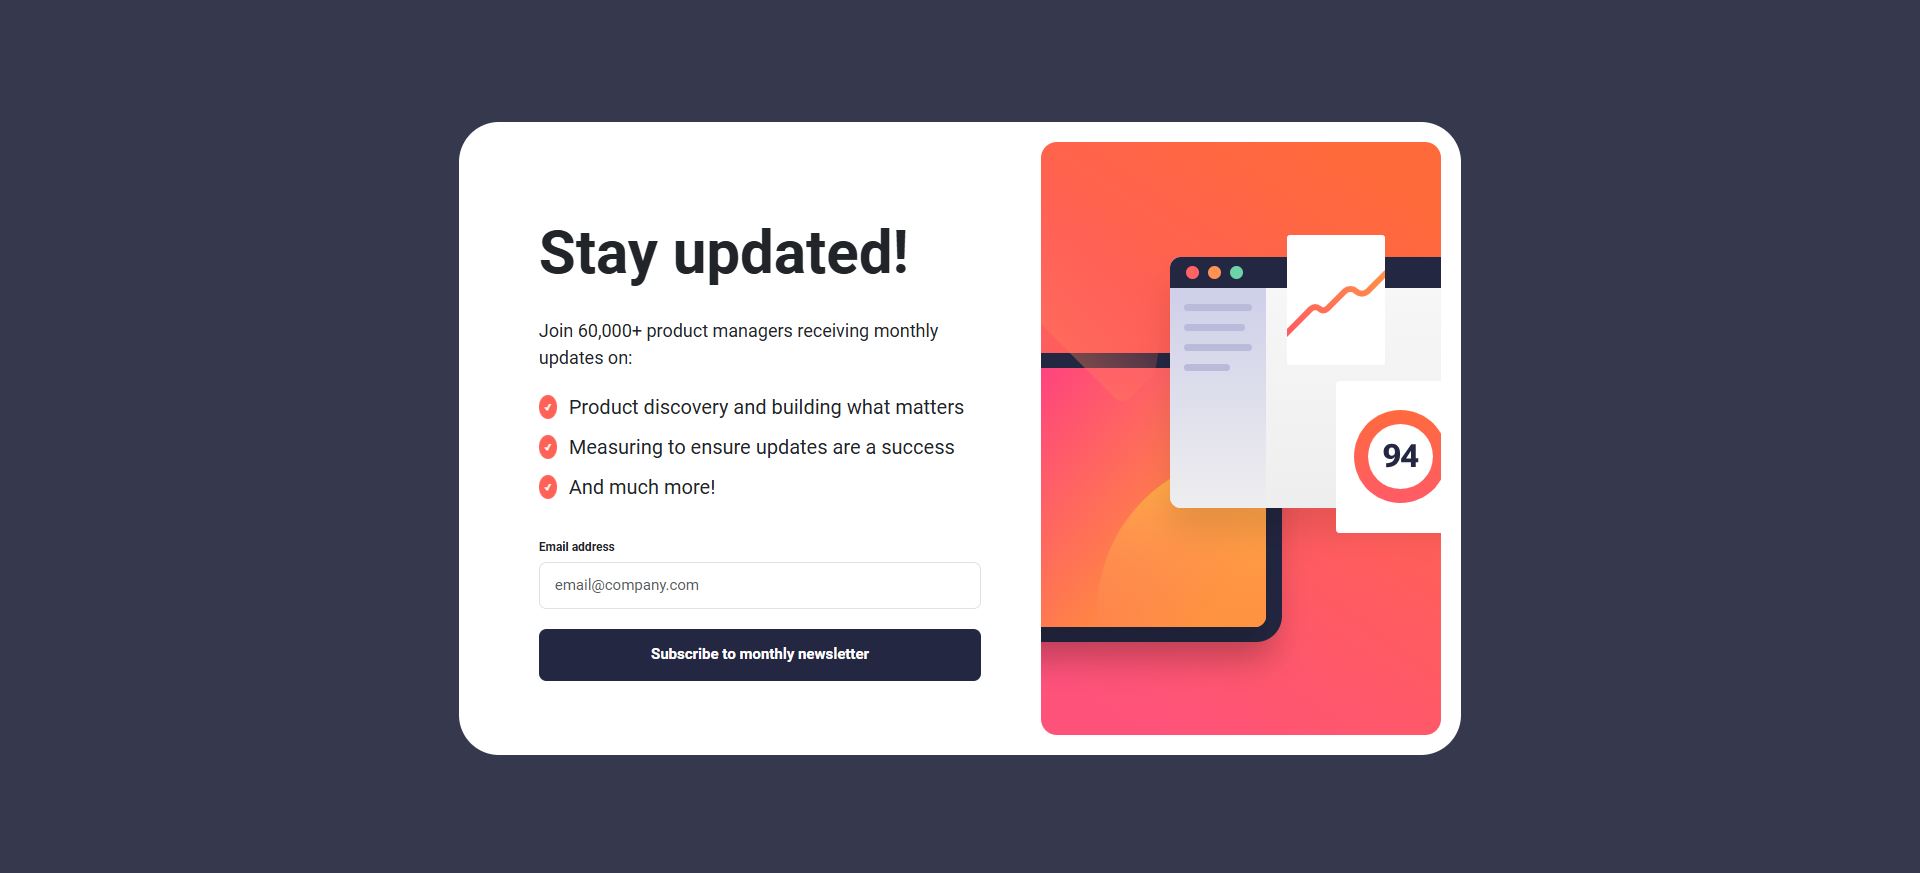 Stay updated!
Join 60,000+ product managers receiving monthly
updates on:
Product discovery and building what matters
Measuring to ensure updates are a success
And much more!
Email address
email@company.com
Subscribe to monthly newsletter
94